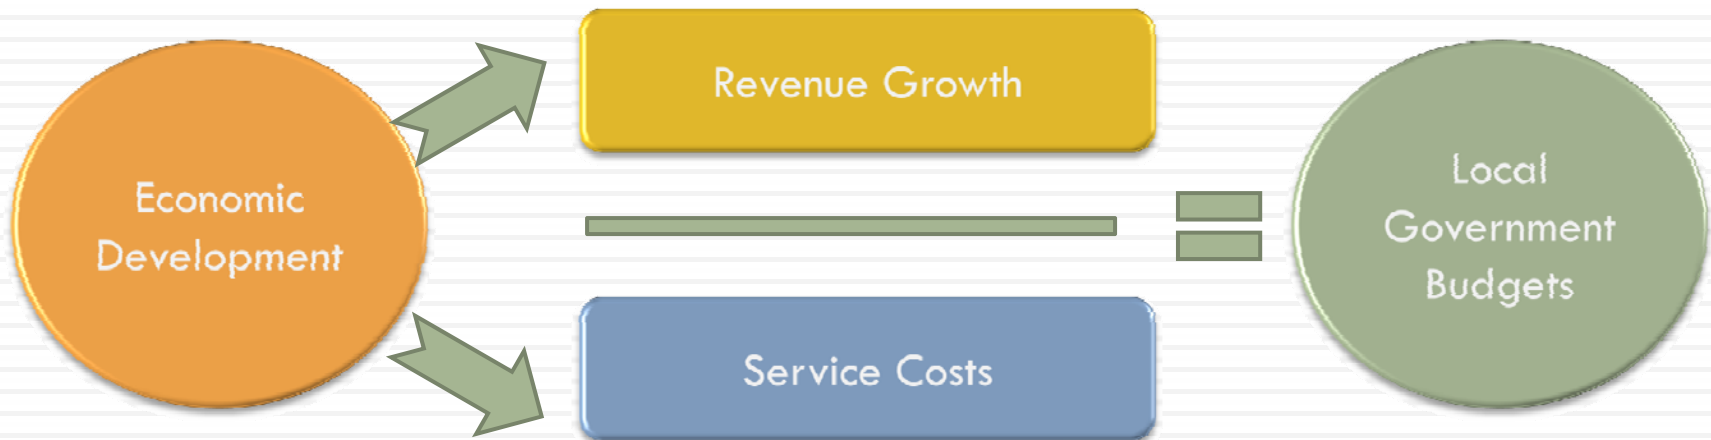 Economic
Development
Revenue Growth
Service Costs
Local
Government
Budgets